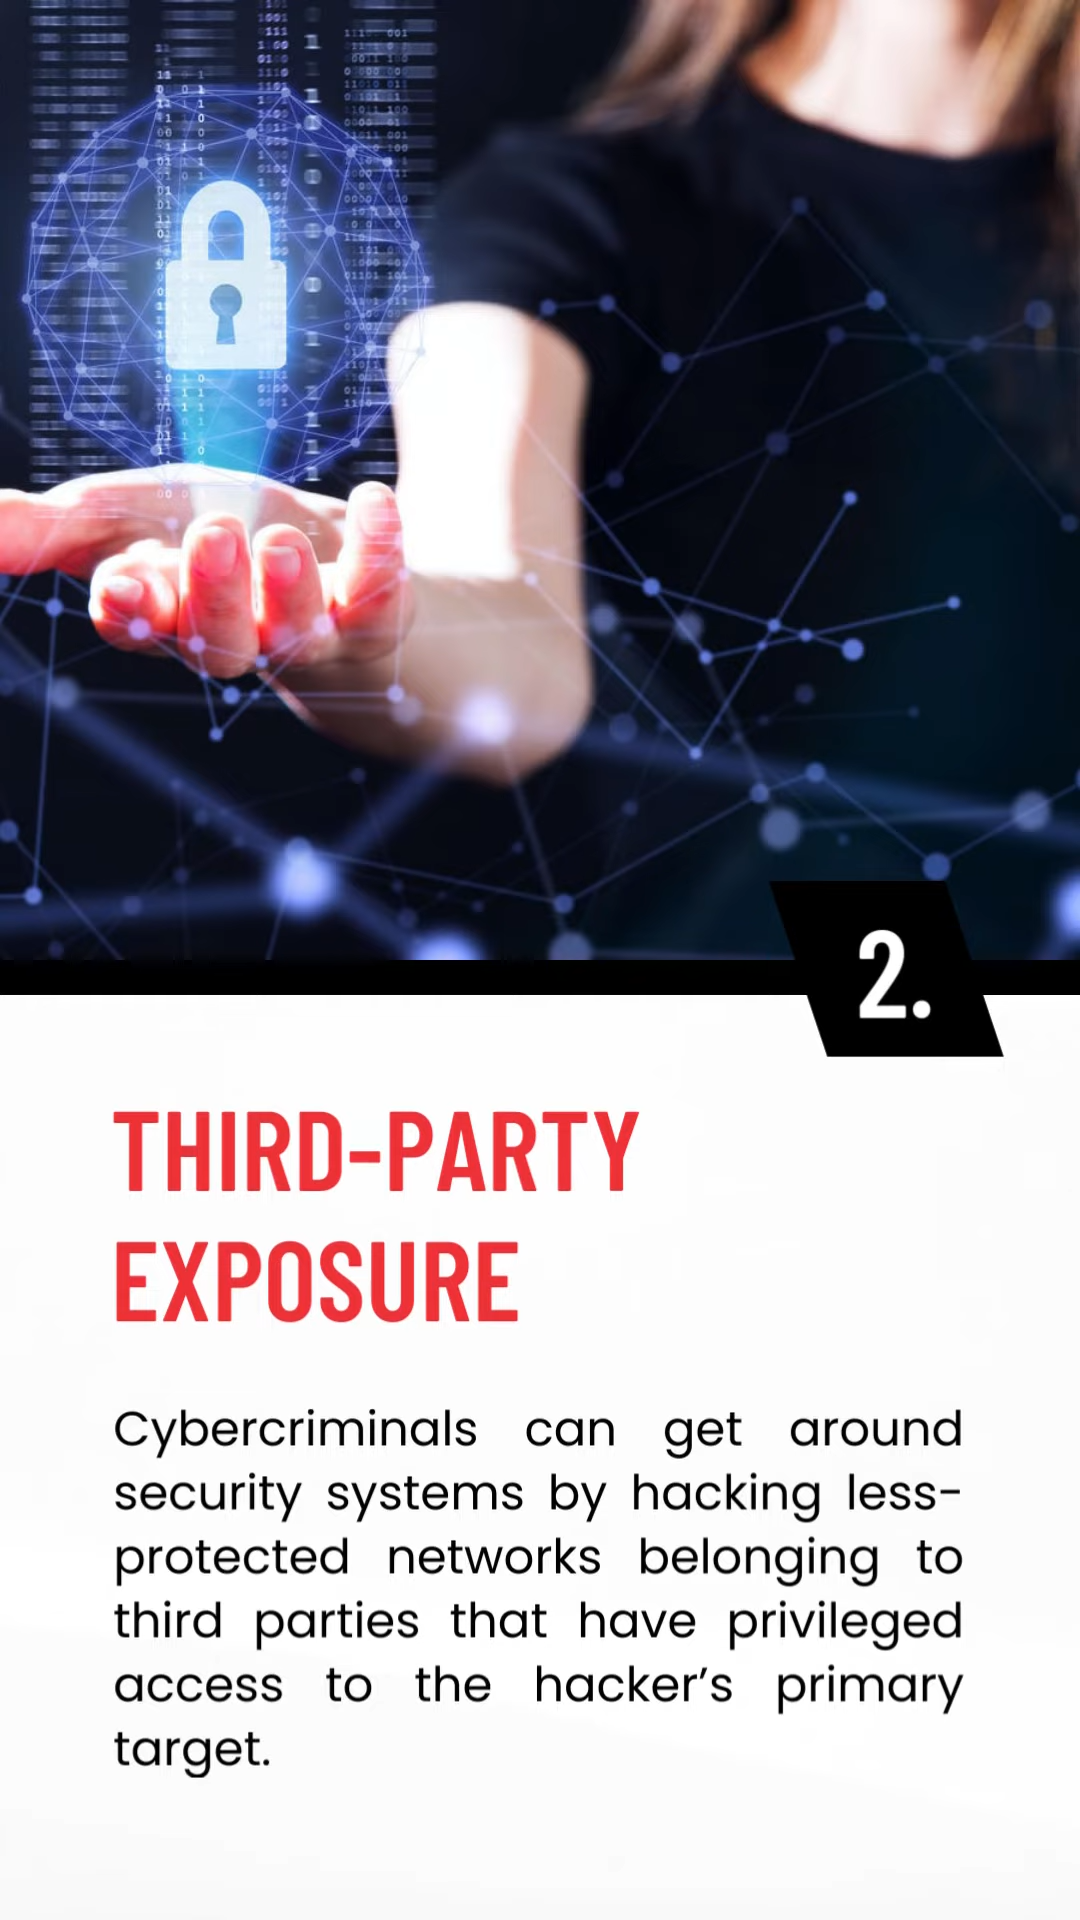 2.
THIRD-PARTY
EXPOSURE
Cybercriminals can get around
security systems by hacking less-
protected networks belonging to
third parties that have privileged
access to the hacker’s primary
target.